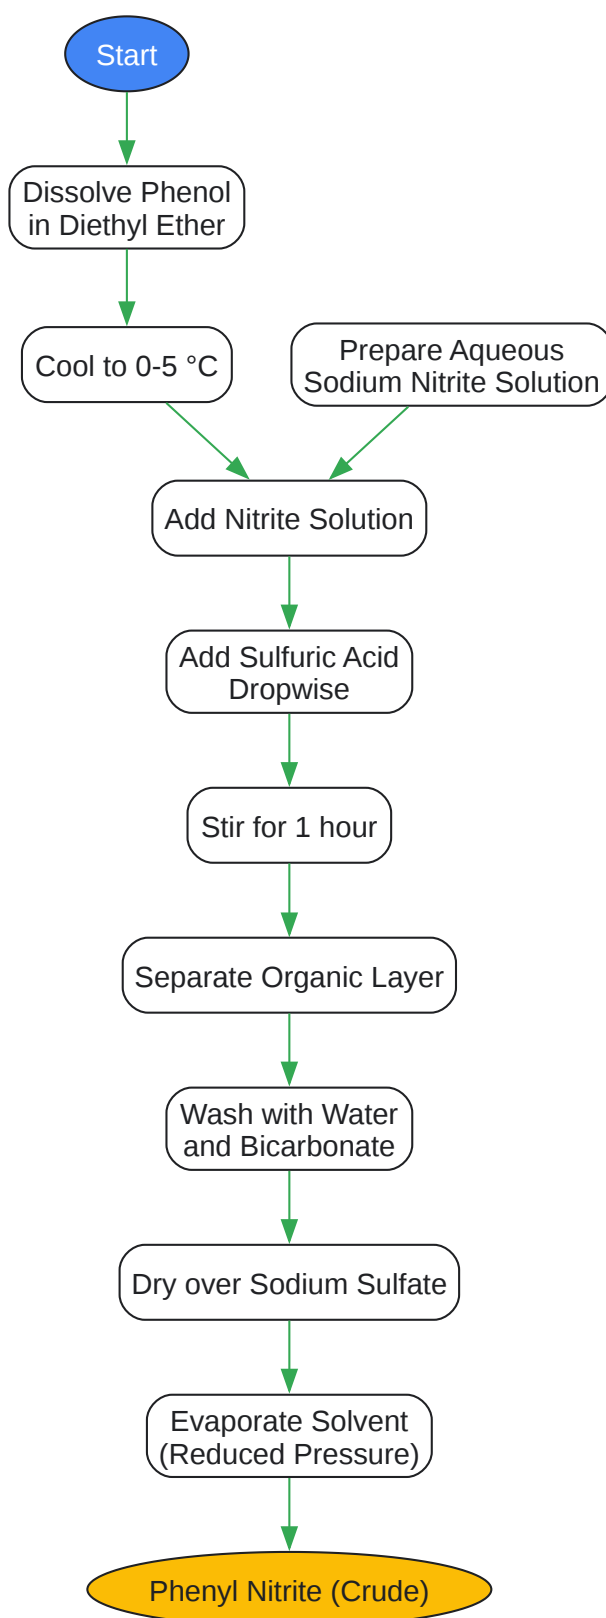 Start
Dissolve Phenol
in Diethyl Ether
Cool to 0-5 °C
Prepare Aqueous
Sodium Nitrite Solution
Add Nitrite Solution
Add Sulfuric Acid
Dropwise
Stir for 1 hour
Separate Organic Layer
Wash with Water
and Bicarbonate
Dry over Sodium Sulfate
Evaporate Solvent
(Reduced Pressure)
Phenyl Nitrite (Crude)